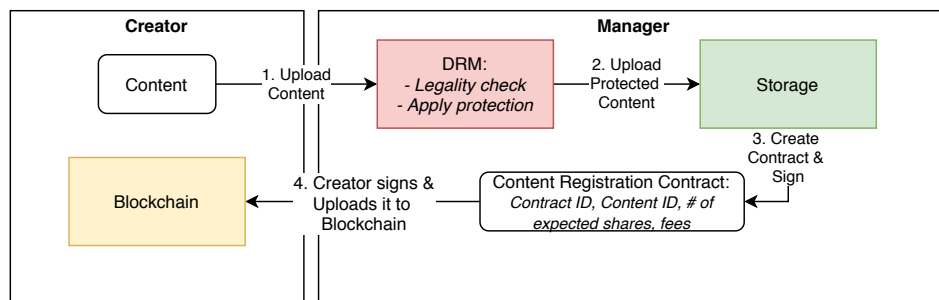 Creator
Manager
Content
1. Upload
Content
DRM:
- Legality check
- Apply protection
2. Upload
Protected
Content
Storage
3. Create
Contract &
Sign
Content Registration Contract:
Contract ID, Content ID, # of
expected shares, fees
4. Creator signs &
Uploads it to
Blockchain
Blockchain